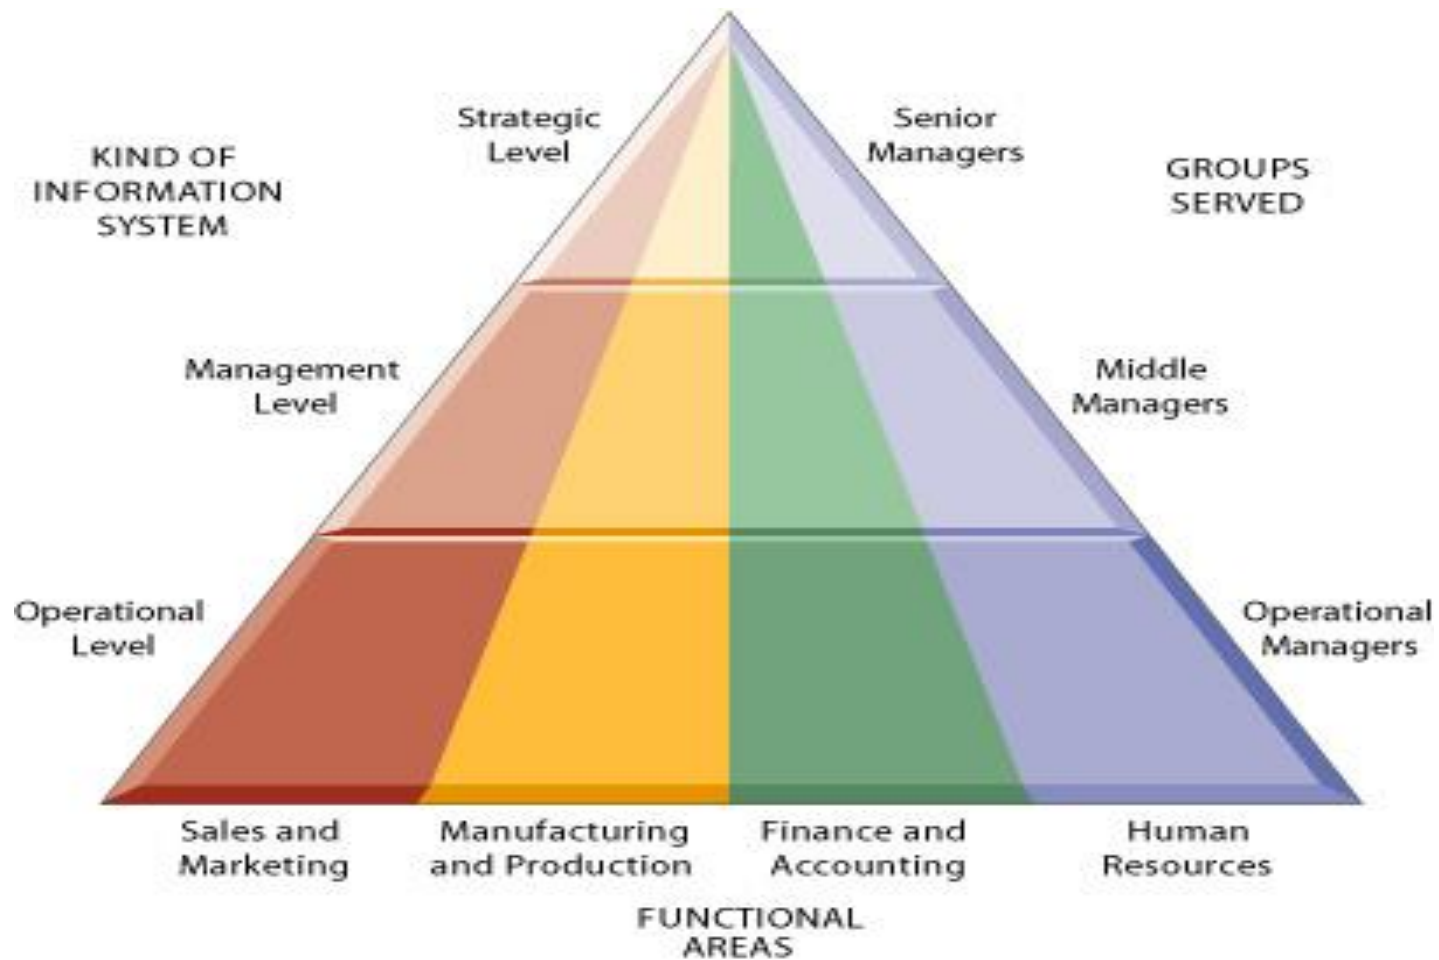 Strategic
Level
Senior
Managers
KIND OF
INFORMATION
SYSTEM
GROUPS
SERVED
Management
Level
Middle
Managers
Operational
Level
Operational
Managers
Sales and
Marketing
Manufacturing
and Production
Finance and
Accounting
Human
Resources
FUNCTIONAL
AREAS